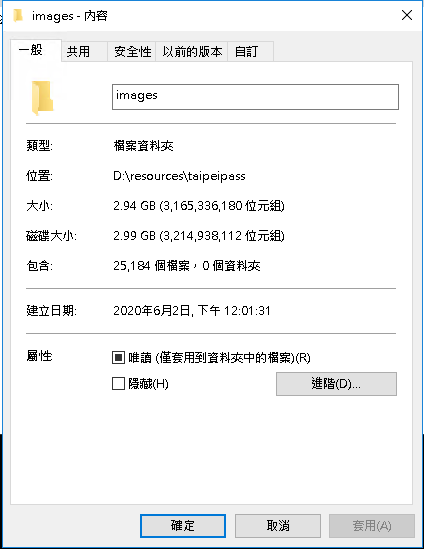 images - 內容
一般 共用 安全性 以前的版本 自訂
images
類型: 檔案資料夾
位置: D:\resources\taipeipass
大小: 2.94 GB (3,165,336,180 位元組)
磁碟大小: 2.99 GB (3,214,938,112 位元組)
包含: 25,184 個檔案，0 個資料夾
建立日期: 2020年6月2日, 下午 12:01:31
屬性 唯讀 (僅套用到資料夾中的檔案)(R)
隱藏(H) 進階(D)...
確定 取消 套用(A)